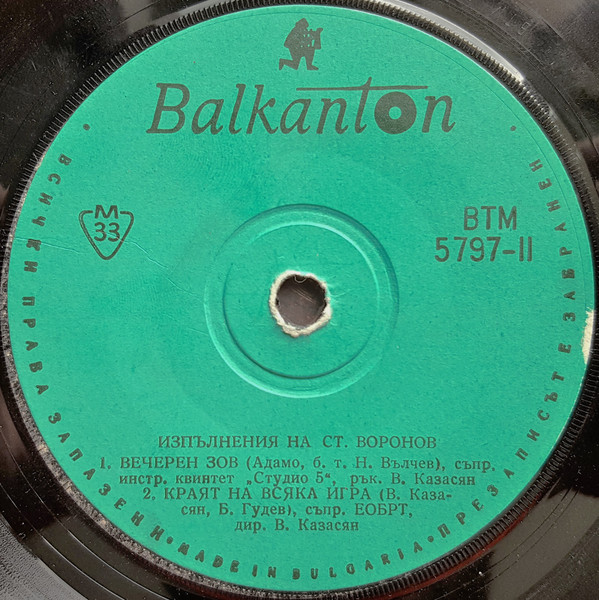 Balkanton
M
33
ВТМ
5797-II
ИЗПЪЛНЕНИЯ НА СТ. ВОРОНОВ
1. ВЕЧЕРЕН ЗОВ (Адамо, б. т. Н. Вълчев), съпр.
инстр. квинтет „Студио 5“, рък. В. Казасян
2. КРАЯТ НА ВСЯКА ИГРА (В. Каза-
сян, Б. Гудев), съпр. ЕОБРТ,
дир. В. Казасян
• ВСИЧКИ ПРАВА ЗАПАЗЕНИ • MADE IN BULGARIA • ПРЕЗАПИСЪТ Е ЗАБРАНЕН •